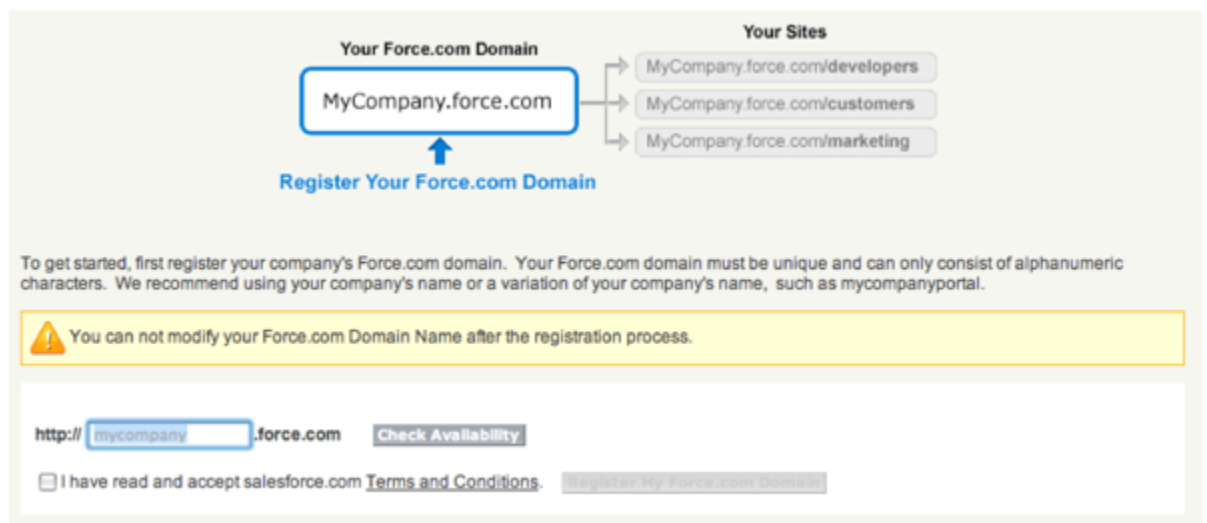 Your Sites
Your Force.com Domain
MyCompany.force.com
MyCompany.force.com/developers
MyCompany.force.com/customers
MyCompany.force.com/marketing
Register Your Force.com Domain
To get started, first register your company's Force.com domain. Your Force.com domain must be unique and can only consist of alphanumeric
characters. We recommend using your company's name or a variation of your company's name, such as mycompanyportal.
You can not modify your Force.com Domain Name after the registration process.
http:// mycompany .force.com Check Availability
I have read and accept salesforce.com Terms and Conditions. Register My Force.com Domain